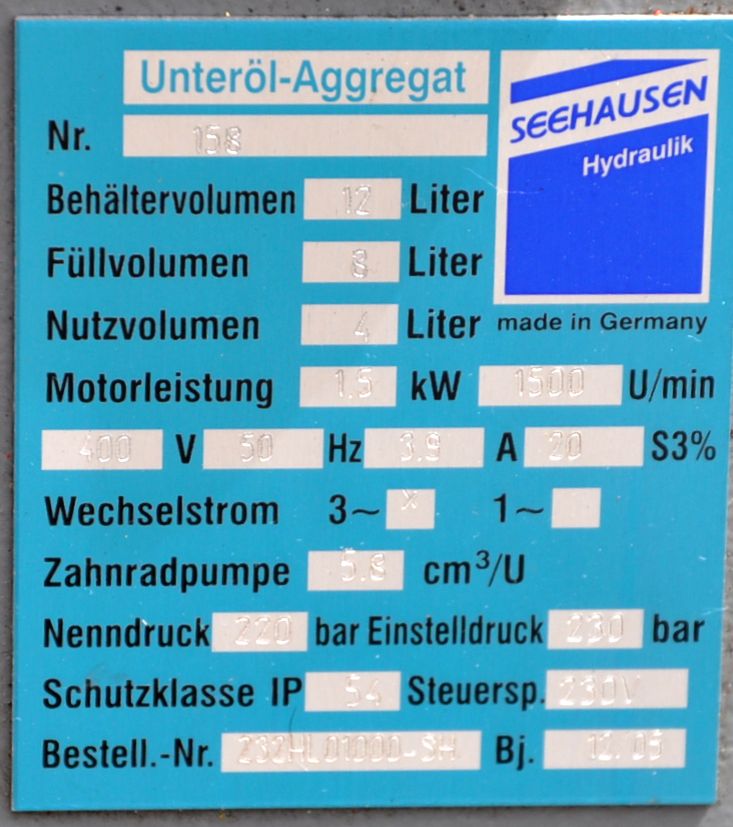 Unteröl-Aggregat
SEEHAUSEN
Hydraulik
Nr. 158
Behältervolumen 12 Liter
Füllvolumen 8 Liter
Nutzvolumen 4 Liter
made in Germany
Motorleistung 1.5 kW 1500 U/min
400 V 50 Hz 3.9 A 20 S3%
Wechselstrom 3~ x 1~
Zahnradpumpe 5.8 cm³/U
Nenndruck 220 bar Einstelldruck 230 bar
Schutzklasse IP 54 Steuersp. 230V
Bestell.-Nr. 232HL01000-SH Bj.